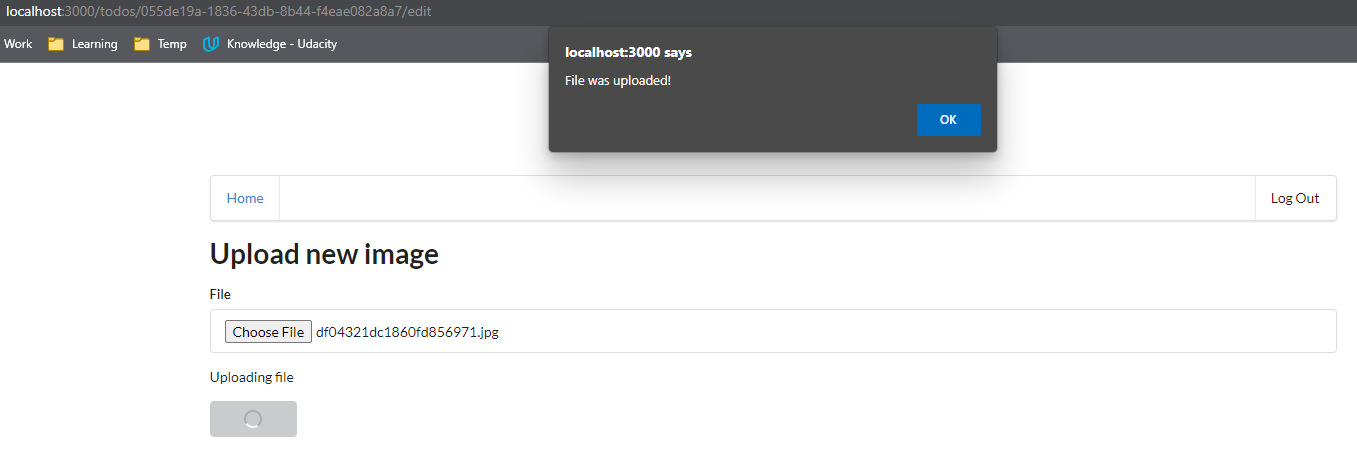 localhost:3000/todos/055de19a-1836-43db-8b44-f4eae082a8a7/edit
Work Learning Temp Knowledge - Udacity
localhost:3000 says
File was uploaded!
OK
Home Log Out
Upload new image
File
Choose File df04321dc1860fd856971.jpg
Uploading file